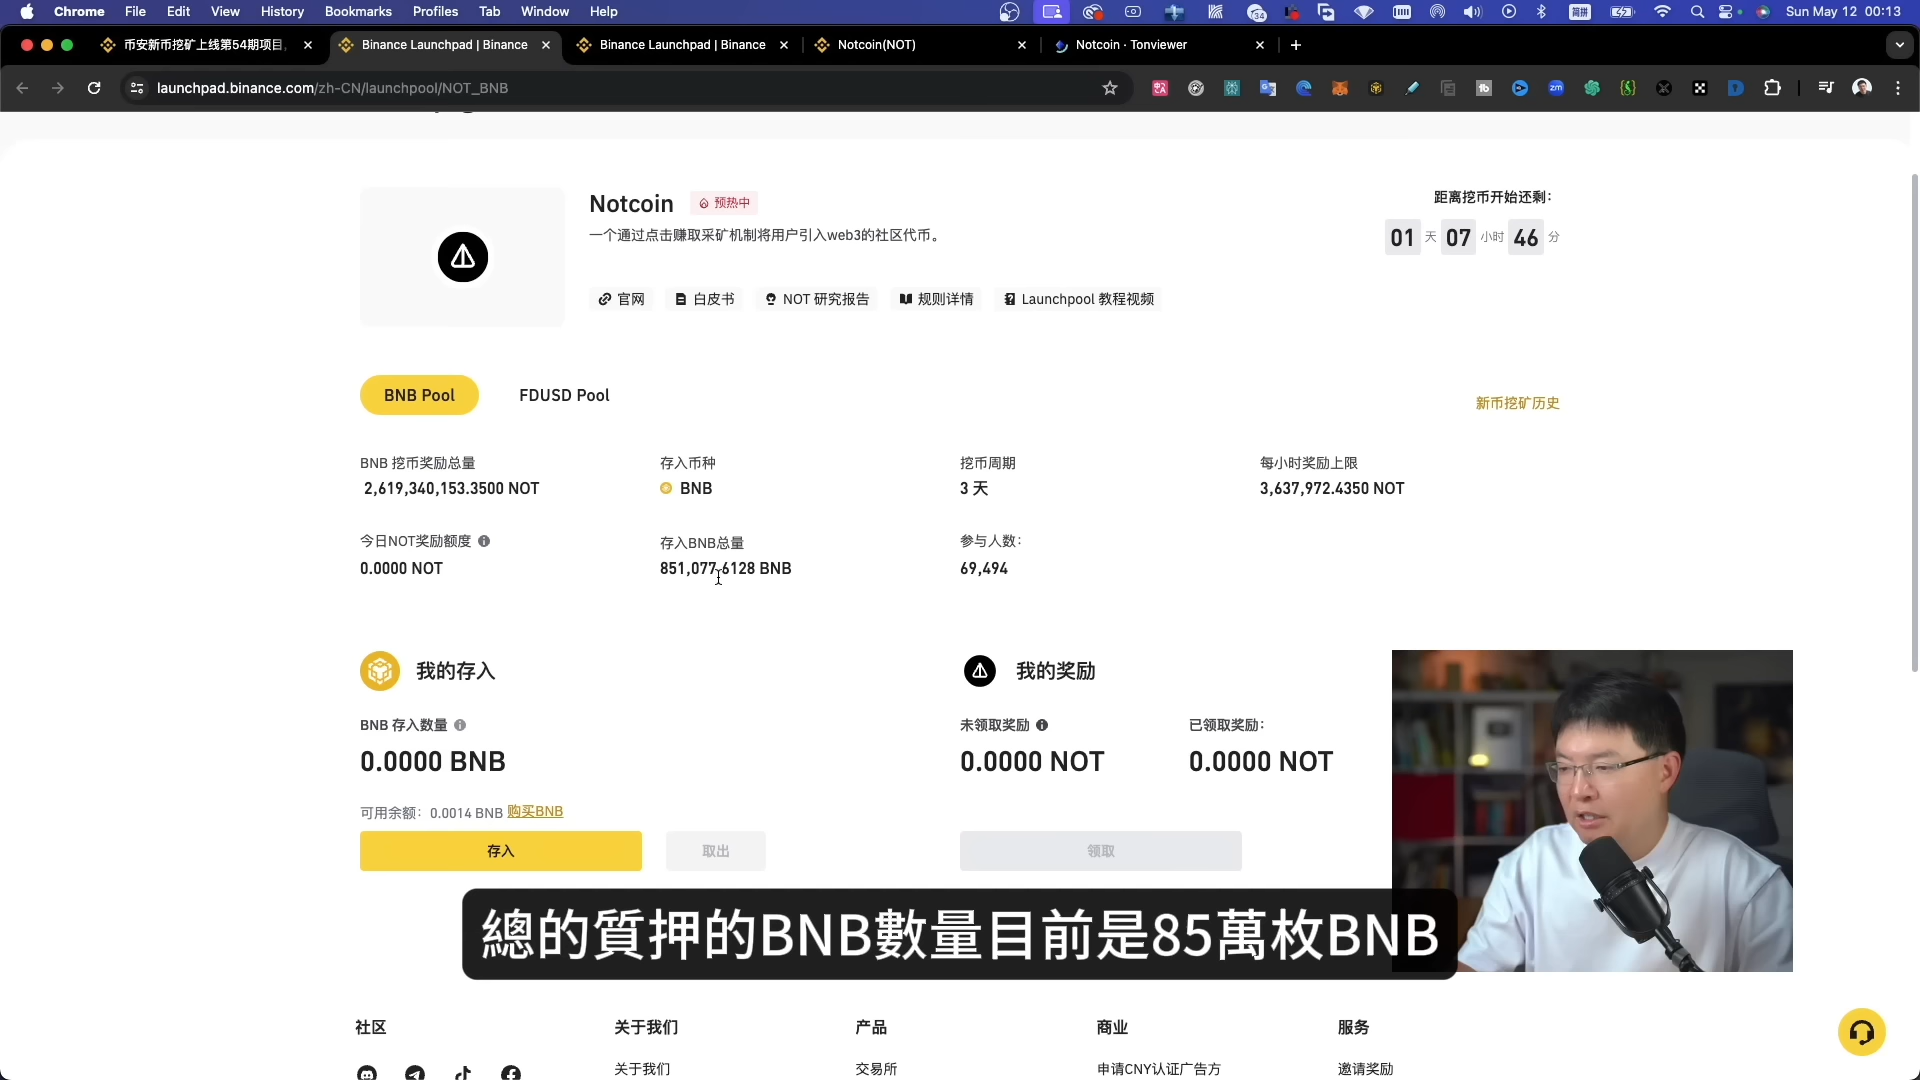 Chrome File Edit View History Bookmarks Profiles Tab Window Help
34
Sun May 12 00:13
币安新币挖矿上线第54期项目,
Binance Launchpad | Binance
Binance Launchpad | Binance
Notcoin(NOT)
Notcoin · Tonviewer
launchpad.binance.com/zh-CN/launchpool/NOT_BNB
Notcoin
预热中
一个通过点击赚取采矿机制将用户引入web3的社区代币。
距离挖币开始还剩:
01 天 07 小时 46 分
官网
白皮书
NOT 研究报告
规则详情
Launchpool 教程视频
BNB Pool
FDUSD Pool
新币挖矿历史
BNB 挖币奖励总量
2,619,340,153.3500 NOT
存入币种
BNB
挖币周期
3 天
每小时奖励上限
3,637,972.4350 NOT
今日NOT奖励额度
0.0000 NOT
存入BNB总量
851,077.6128 BNB
参与人数:
69,494
我的存入
BNB 存入数量
0.0000 BNB
可用余额: 0.0014 BNB 购买BNB
存入
取出
我的奖励
未领取奖励
0.0000 NOT
已领取奖励:
0.0000 NOT
领取
總的質押的BNB數量目前是85萬枚BNB
社区
关于我们
产品
商业
服务
关于我们
交易所
申请CNY认证广告方
邀请奖励